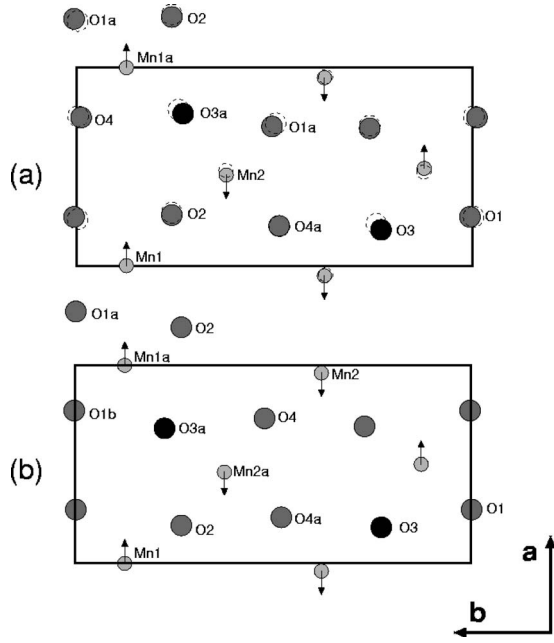 O1a O2
Mn1a
O4 O3a O1a
(a)
Mn2
O2 O4a O3 O1
Mn1
O1a O2
Mn1a Mn2
O1b O3a O4
(b)
Mn2a
O2 O4a O3 O1
Mn1
a
b